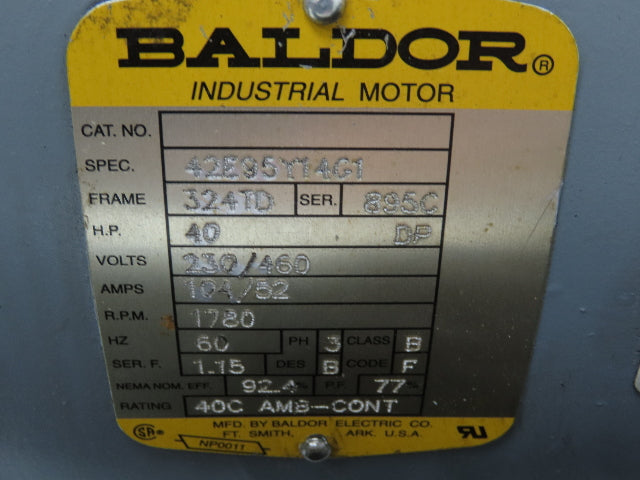 BALDOR®
INDUSTRIAL MOTOR
CAT. NO.
SPEC. 42E95Y14G1
FRAME 324TD SER. 895C
H.P. 40 DP
VOLTS 230/460
AMPS 104/52
R.P.M. 1780
HZ 60 PH 3 CLASS B
SER. F. 1.15 DES B CODE F
NEMA NOM. EFF. 92.4% P.F. 77%
RATING 40C AMB-CONT
MFD. BY BALDOR ELECTRIC CO.
FT. SMITH, ARK. U.S.A.
NP0011